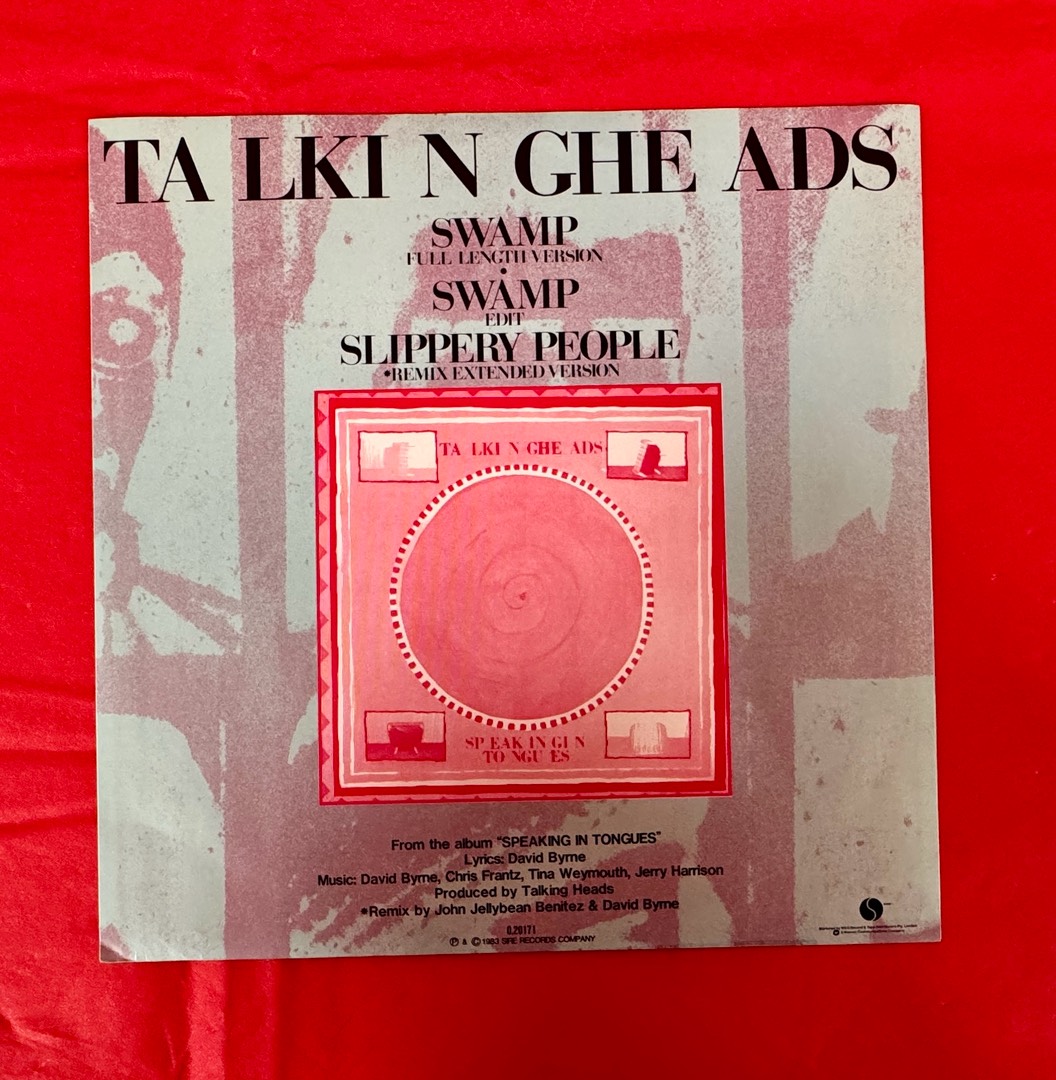 TA LKI N GHE ADS
SWAMP
FULL LENGTH VERSION
•
SWAMP
EDIT
SLIPPERY PEOPLE
*REMIX EXTENDED VERSION
TA LKI N GHE ADS
SP EAK IN GI N
TO NGU ES
From the album "SPEAKING IN TONGUES"
Lyrics: David Byrne
Music: David Byrne, Chris Frantz, Tina Weymouth, Jerry Harrison
Produced by Talking Heads
*Remix by John Jellybean Benitez & David Byrne
0.20171
℗ & © 1983 SIRE RECORDS COMPANY